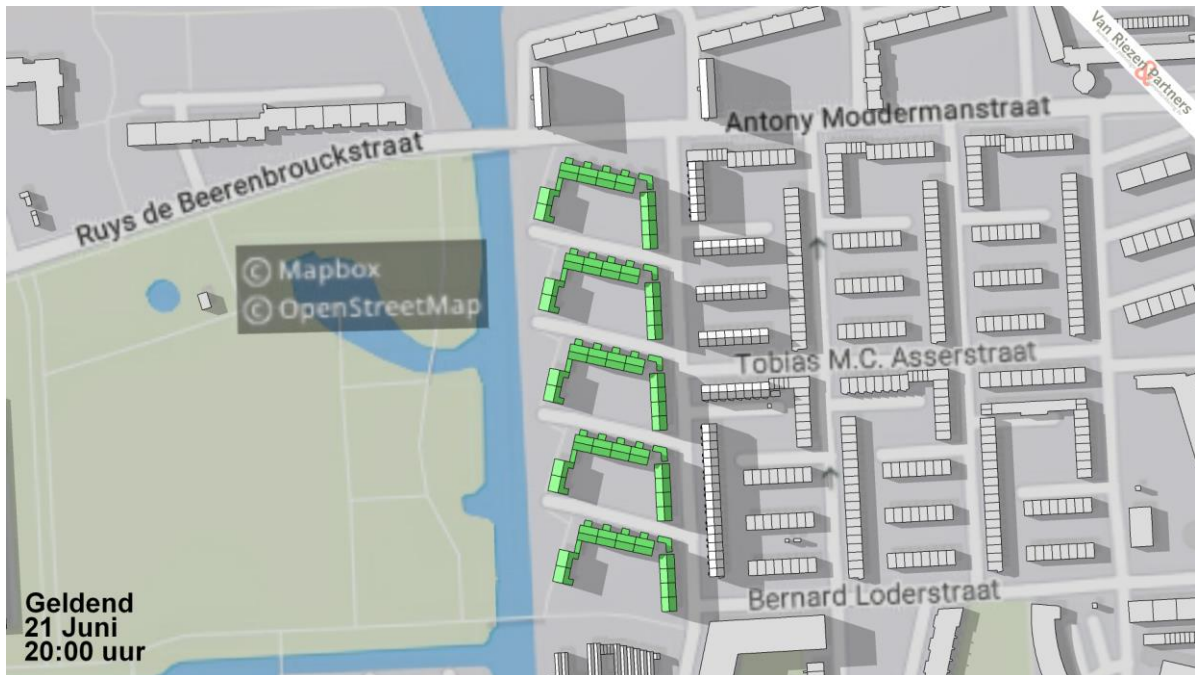 Van Riezen & Partners
Antony Moddermanstraat
Ruys de Beerenbrouckstraat
© Mapbox
© OpenStreetMap
Tobias M.C. Asserstraat
Bernard Loderstraat
Geldend
21 Juni
20:00 uur